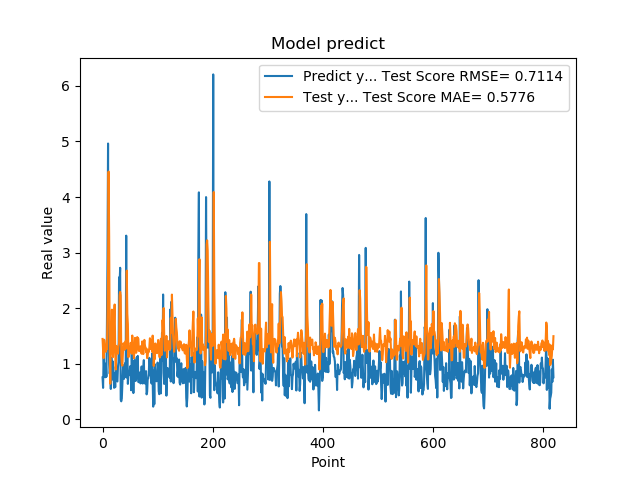 Model predict
Predict y... Test Score RMSE= 0.7114
Test y... Test Score MAE= 0.5776
Real value
6
5
4
3
2
1
0
0 200 400 600 800
Point